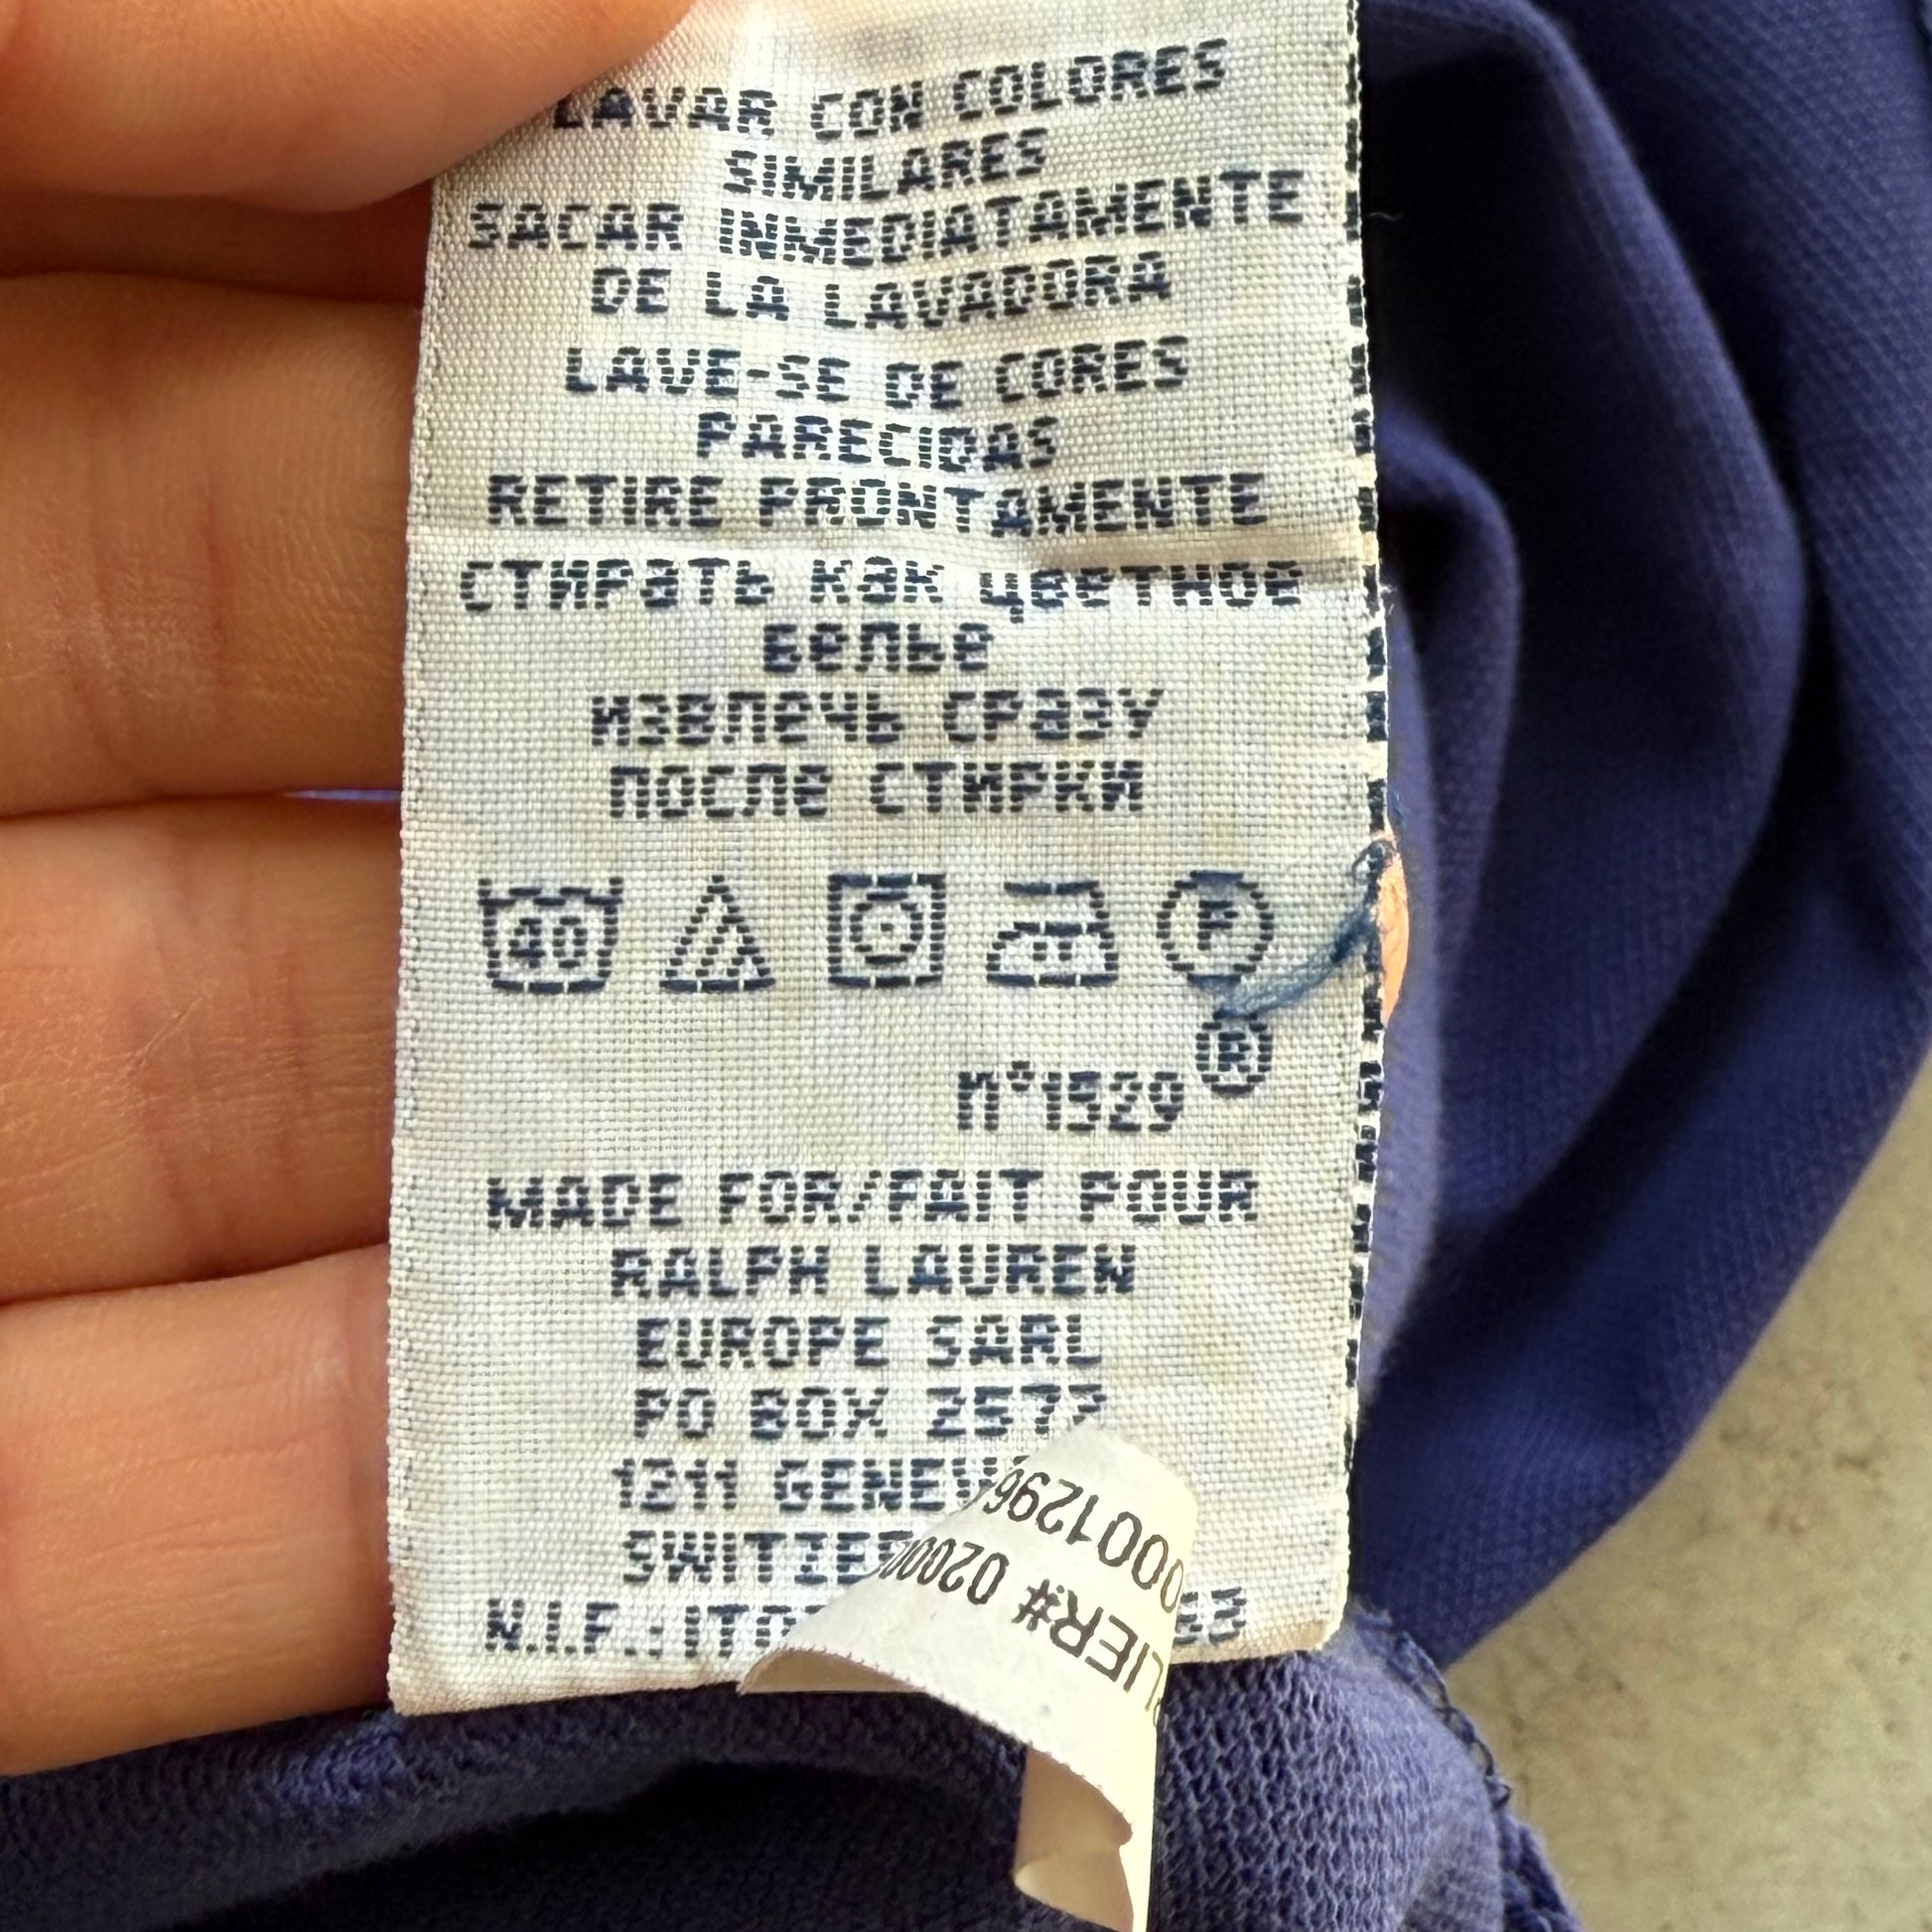 LAVAR CON COLORES
SIMILARES
SACAR INMEDIATAMENTE
DE LA LAVADORA
LAVE-SE DE CORES
PARECIDAS
RETIRE PRONTAMENTE
СТИРАТЬ КАК ЦВЕТНОЕ
БЕЛЬЕ
ИЗВЛЕЧЬ СРАЗУ
ПОСЛЕ СТИРКИ
40 P
®
n°1529
MADE FOR/FAIT POUR
RALPH LAUREN
EUROPE SARL
PO BOX 2572
1211
N.I.F.: